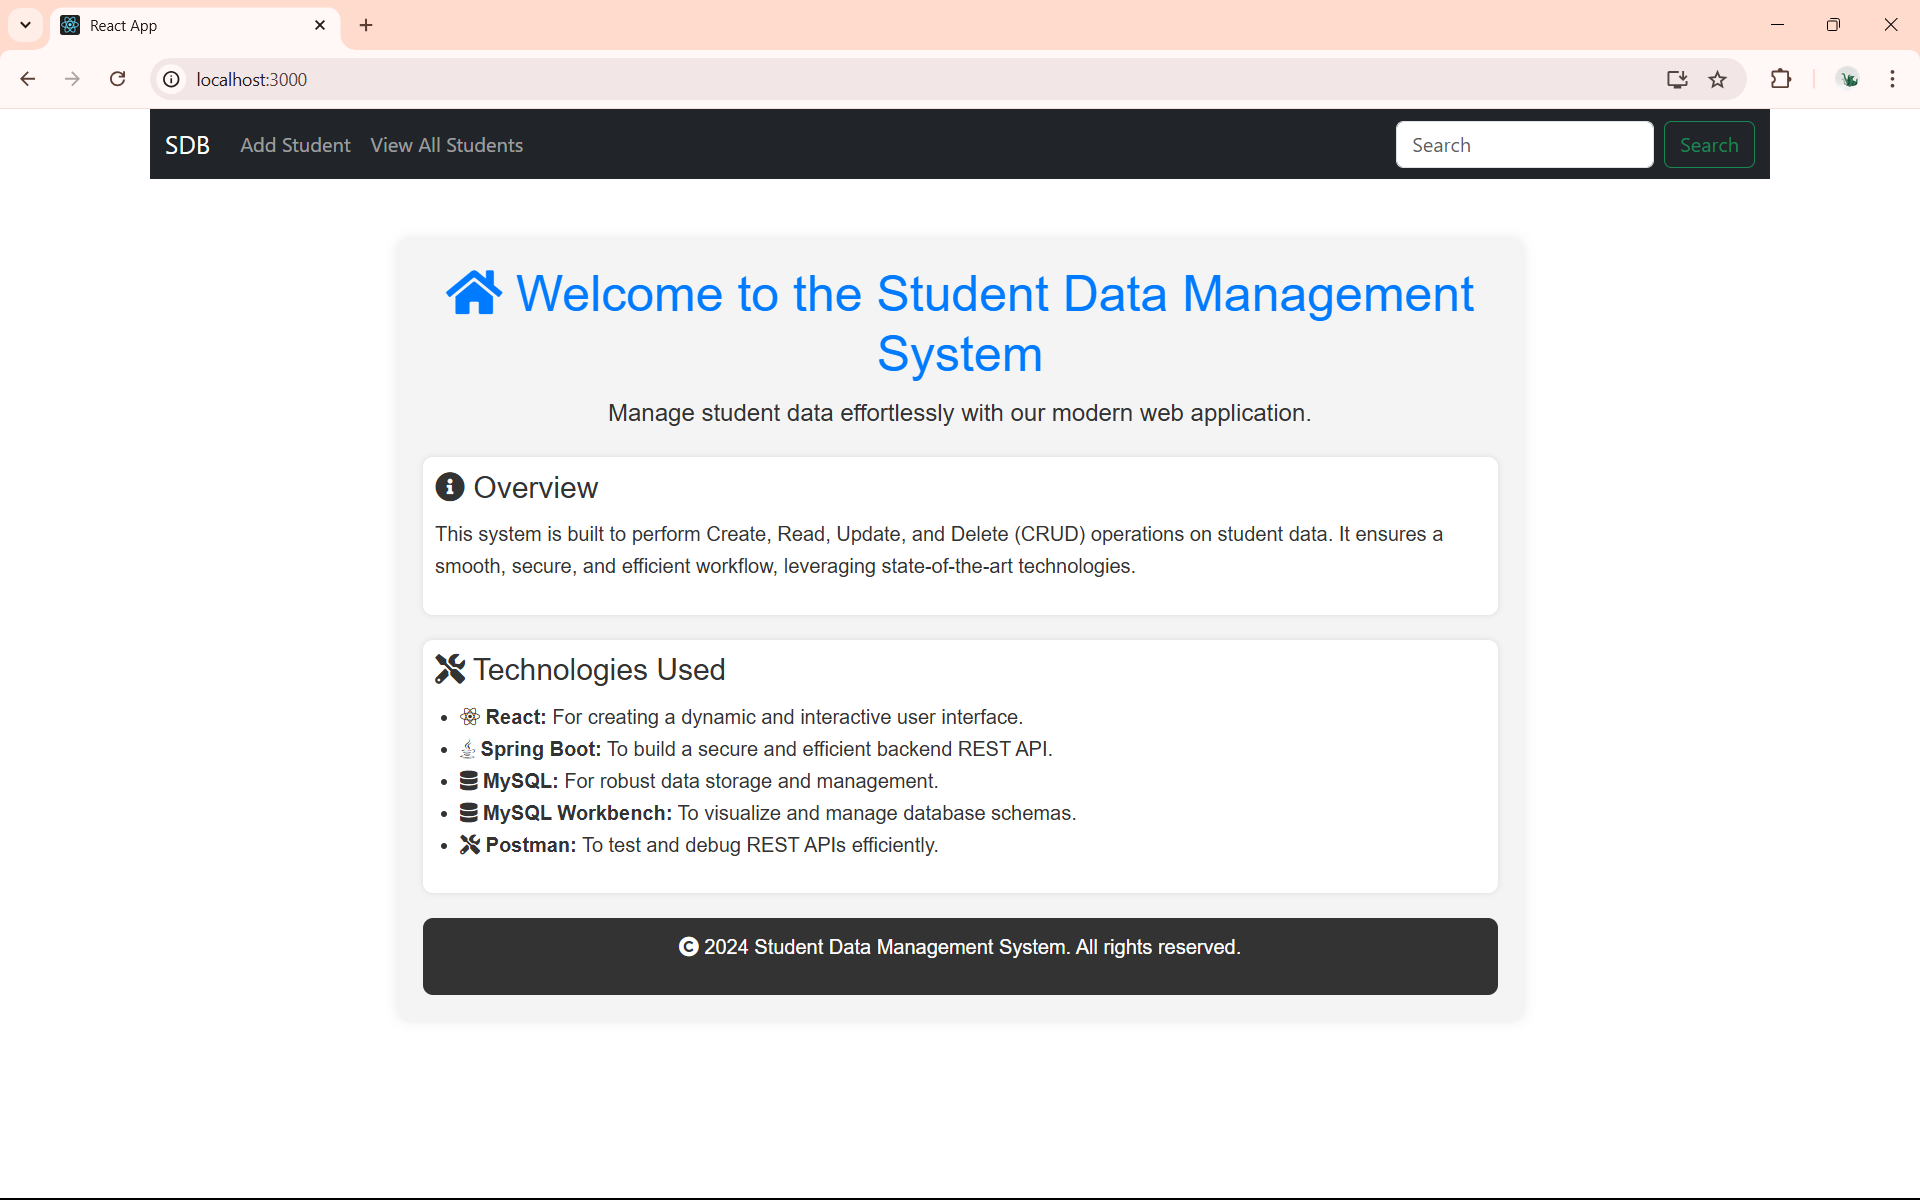 React App
localhost:3000
SDB Add Student View All Students Search Search
Welcome to the Student Data Management
System
Manage student data effortlessly with our modern web application.
Overview
This system is built to perform Create, Read, Update, and Delete (CRUD) operations on student data. It ensures a
smooth, secure, and efficient workflow, leveraging state-of-the-art technologies.
Technologies Used
• React: For creating a dynamic and interactive user interface.
• Spring Boot: To build a secure and efficient backend REST API.
• MySQL: For robust data storage and management.
• MySQL Workbench: To visualize and manage database schemas.
• Postman: To test and debug REST APIs efficiently.
© 2024 Student Data Management System. All rights reserved.